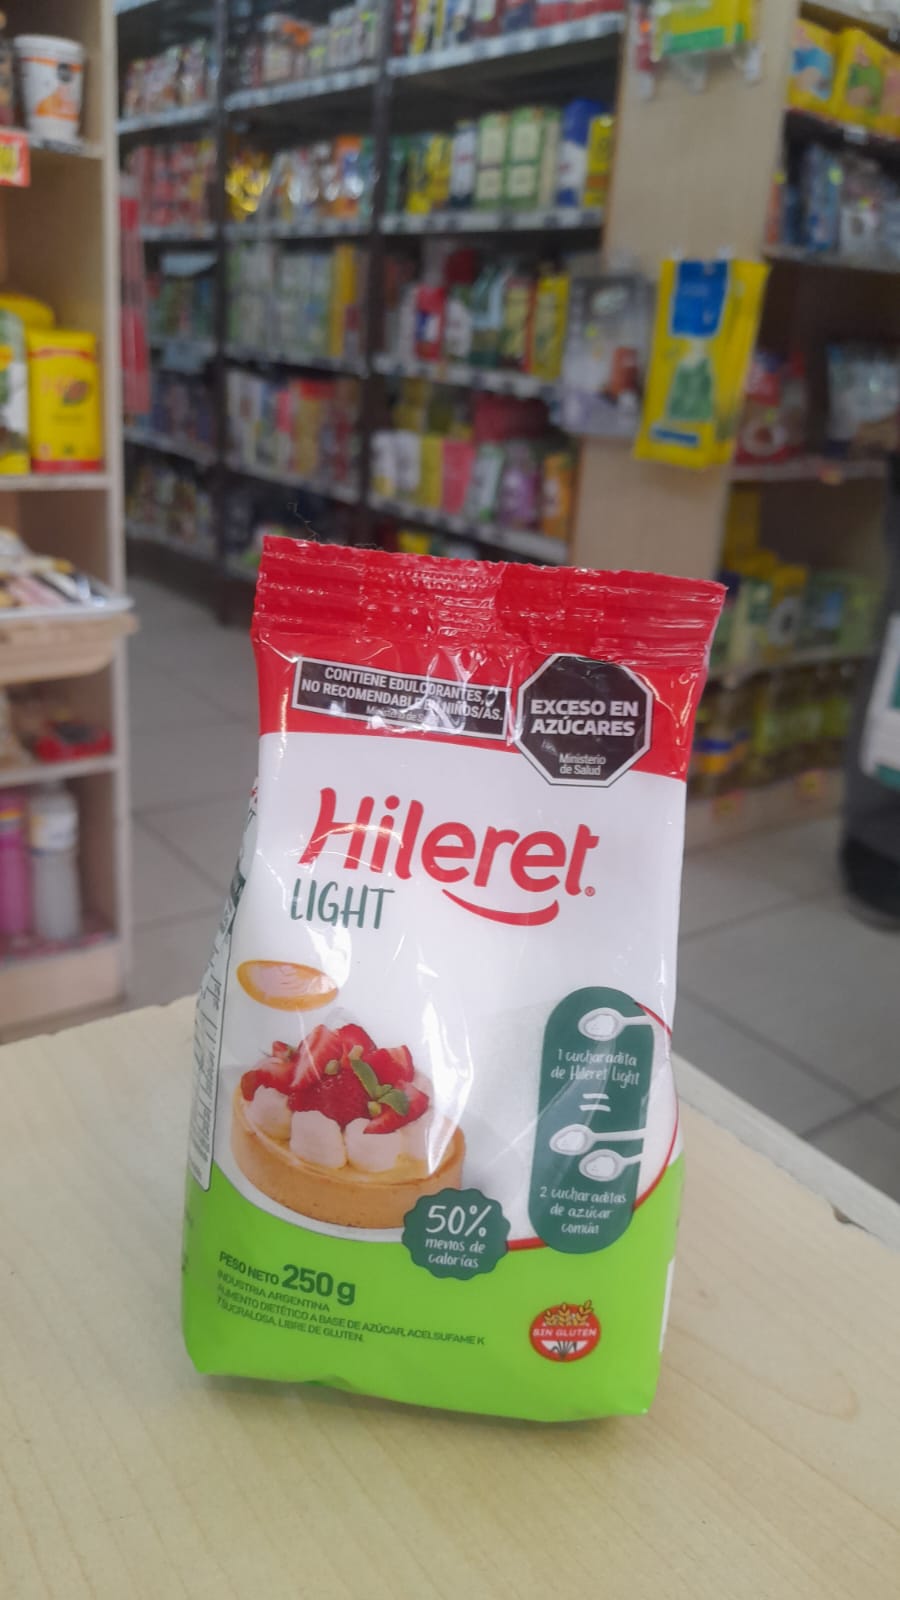 CONTIENE EDULCORANTES,
NO RECOMENDABLE EN NIÑOS/AS.
Ministerio de
EXCESO EN
AZÚCARES
Ministerio
de Salud
Hileret®
LIGHT
1 cucharadita
de Hileret Light
=
2 cucharaditas
de azúcar
común
50%
menos de
calorías
PESO NETO 250g
INDUSTRIA ARGENTINA
ALIMENTO DIETÉTICO A BASE DE AZÚCAR, ACELSUFAME K
Y SUCRALOSA. LIBRE DE GLUTEN.
SIN GLUTEN